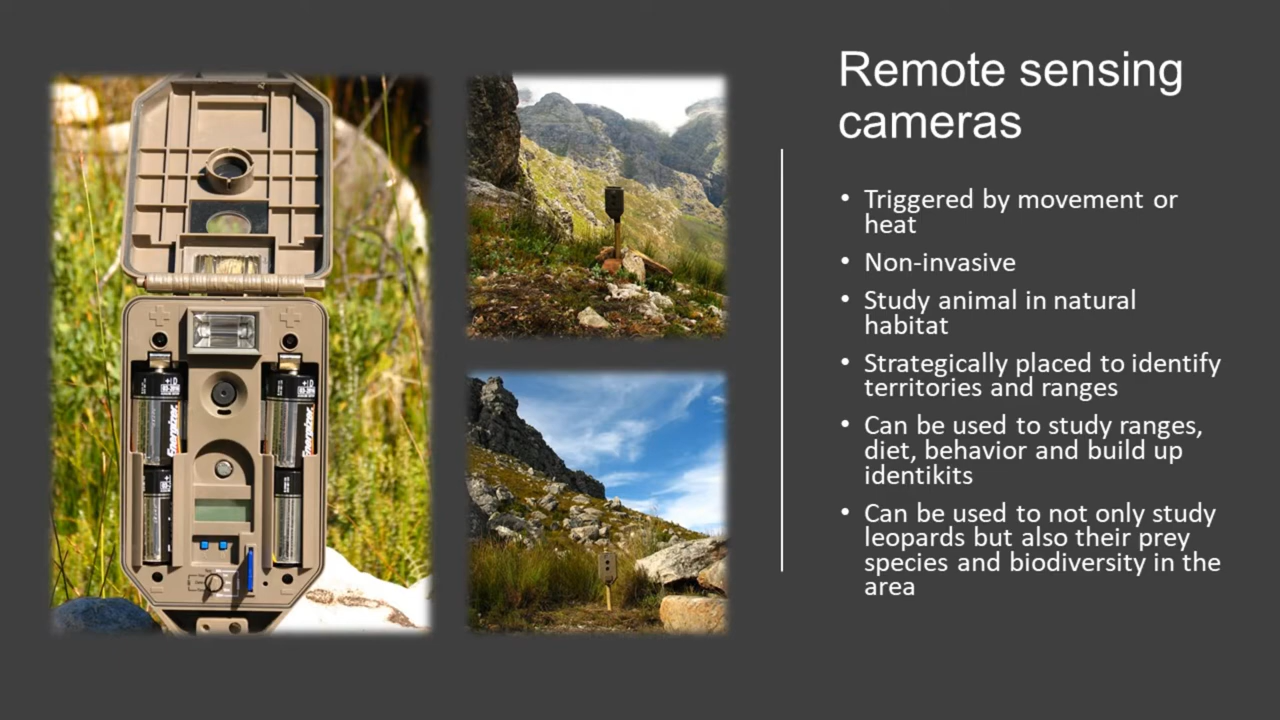 Remote sensing
cameras
• Triggered by movement or
heat
• Non-invasive
• Study animal in natural
habitat
• Strategically placed to identify
territories and ranges
• Can be used to study ranges,
diet, behavior and build up
identikits
• Can be used to not only study
leopards but also their prey
species and biodiversity in the
area
Energizer
Energizer